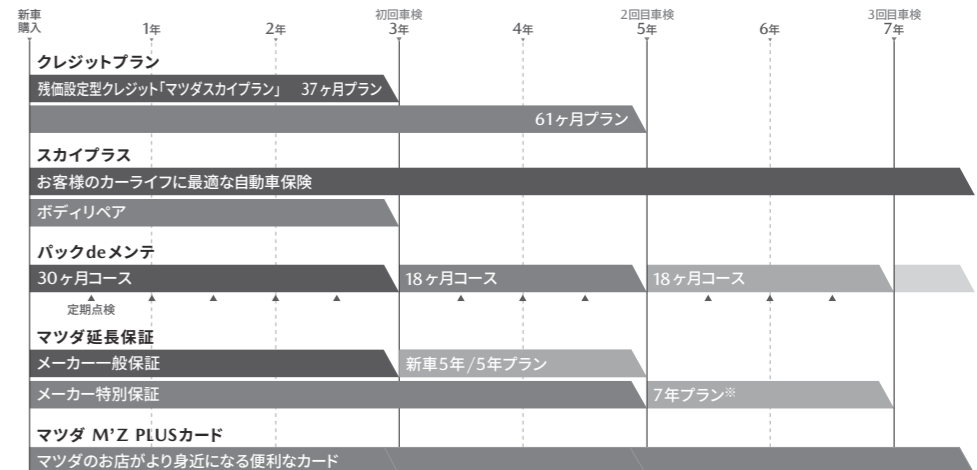 新車
購入
1年
2年
初回車検
3年
4年
2回目車検
5年
6年
3回目車検
7年
クレジットプラン
残価設定型クレジット「マツダスカイプラン」 37ヶ月プラン
61ヶ月プラン
スカイプラス
お客様のカーライフに最適な自動車保険
ボディリペア
パックdeメンテ
30ヶ月コース
18ヶ月コース
18ヶ月コース
定期点検
マツダ延長保証
メーカー一般保証
新車5年/5年プラン
メーカー特別保証
7年プラン※
マツダ M'Z PLUSカード
マツダのお店がより身近になる便利なカード